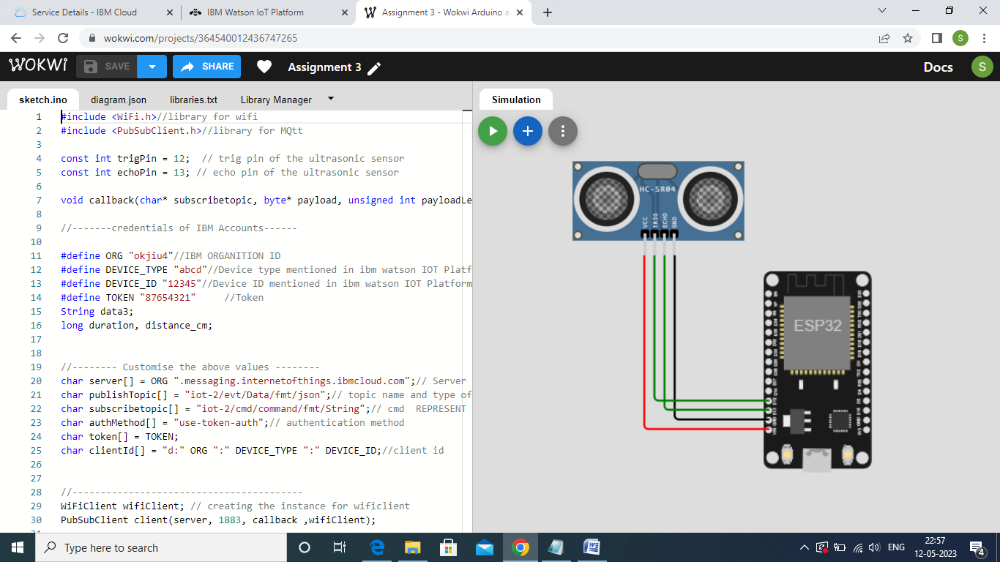 Service Details - IBM Cloud
IBM Watson IoT Platform
Assignment 3 - Wokwi Arduino a
wokwi.com/projects/364540012436747265
S
WOKWi
SAVE
SHARE
Assignment 3
Docs
S
sketch.ino
diagram.json
libraries.txt
Library Manager
Simulation
1 #include <WiFi.h>//library for wifi
2 #include <PubSubClient.h>//library for MQtt
3
4 const int trigPin = 12;  // trig pin of the ultrasonic sensor
5 const int echoPin = 13; // echo pin of the ultrasonic sensor
6
7 void callback(char* subscribetopic, byte* payload, unsigned int payloadLe
8
9 //-------credentials of IBM Accounts------
10
11 #define ORG "okjiu4"//IBM ORGANITION ID
12 #define DEVICE_TYPE "abcd"//Device type mentioned in ibm watson IOT Platf
13 #define DEVICE_ID "12345"//Device ID mentioned in ibm watson IOT Platform
14 #define TOKEN "87654321"     //Token
15 String data3;
16 long duration, distance_cm;
17
18
19 //-------- Customise the above values --------
20 char server[] = ORG ".messaging.internetofthings.ibmcloud.com";// Server
21 char publishTopic[] = "iot-2/evt/Data/fmt/json";// topic name and type of
22 char subscribetopic[] = "iot-2/cmd/command/fmt/String";// cmd  REPRESENT
23 char authMethod[] = "use-token-auth";// authentication method
24 char token[] = TOKEN;
25 char clientId[] = "d:" ORG ":" DEVICE_TYPE ":" DEVICE_ID;//client id
26
27
28 //-----------------------------------------
29 WiFiClient wifiClient; // creating the instance for wificlient
30 PubSubClient client(server, 1883, callback ,wifiClient);
HC-SR04
VCC
TRIG
ECHO
GND
ESP32
Type here to search
ENG
22:57
12-05-2023
4